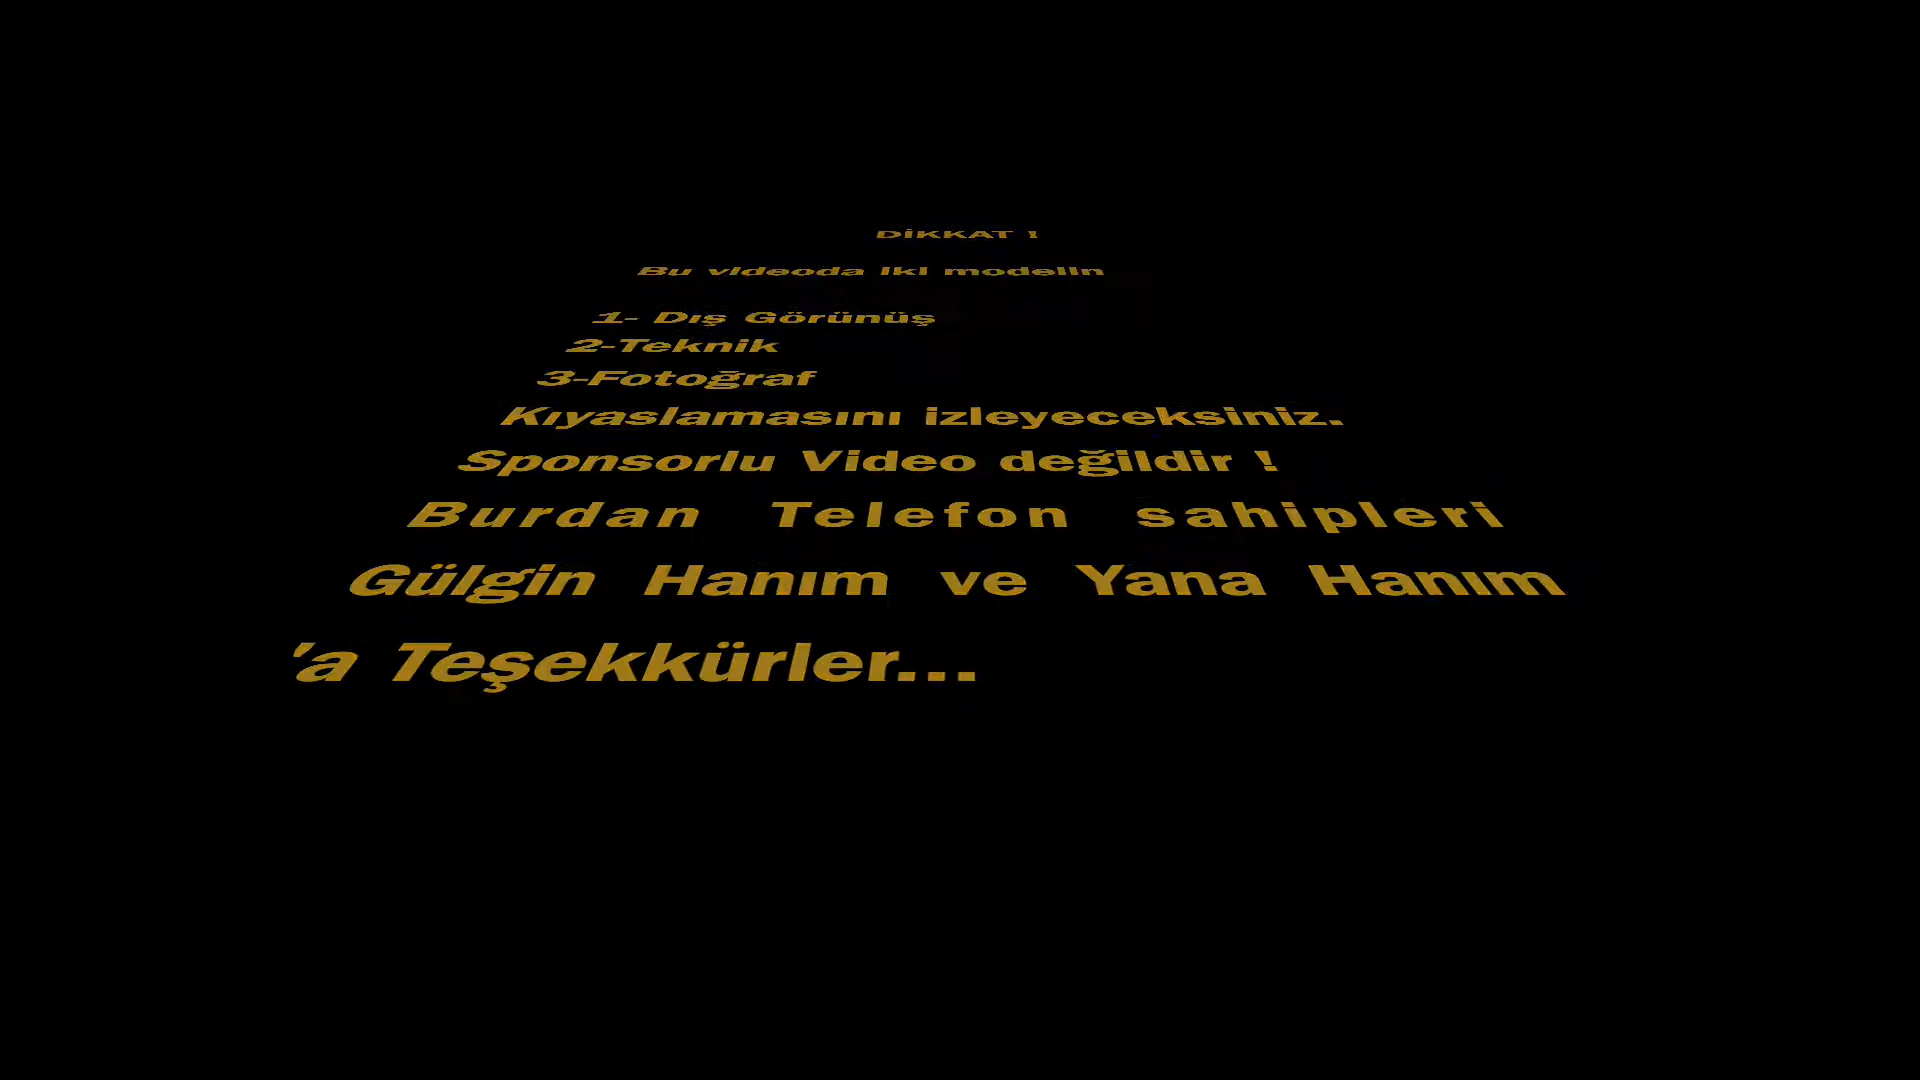 DİKKAT !
Bu videoda iki modelin
1- Dış Görünüş
2-Teknik
3-Fotoğraf
Kıyaslamasını izleyeceksiniz.
Sponsorlu Video değildir !
Burdan Telefon sahipleri
Gülgin Hanım ve Yana Hanım
'a Teşekkürler...